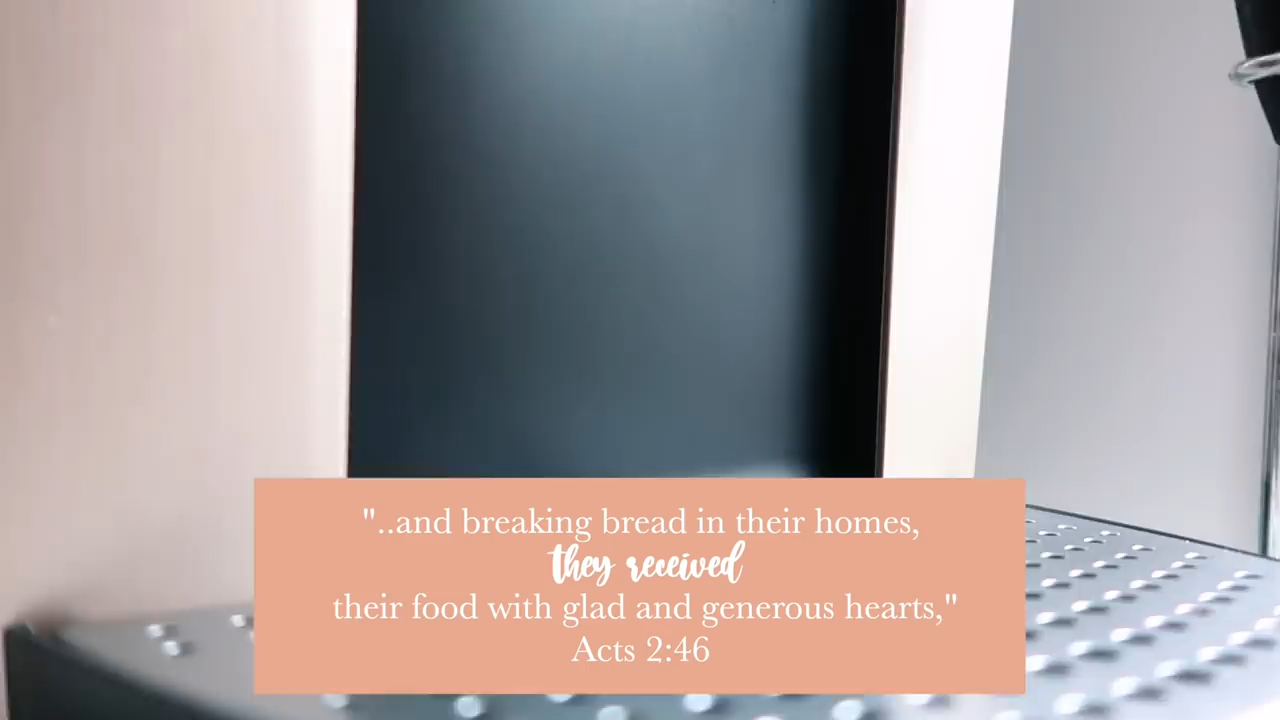 "..and breaking bread in their homes,
they received
their food with glad and generous hearts,"
Acts 2:46